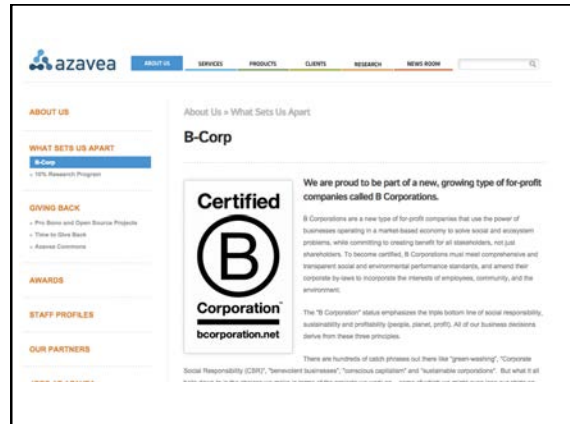 azavea
ABOUT US
SERVICES
PRODUCTS
CLIENTS
RESEARCH
NEWS ROOM
ABOUT US
WHAT SETS US APART
B-Corp
» 10% Research Program
GIVING BACK
» Pro Bono and Open Source Projects
» Time to Give Back
» Azavea Commons
AWARDS
STAFF PROFILES
OUR PARTNERS
About Us » What Sets Us Apart
B-Corp
Certified
B
Corporation™
bcorporation.net
We are proud to be part of a new, growing type of for-profit
companies called B Corporations.
B Corporations are a new type of for-profit companies that use the power of
businesses operating in a market-based economy to solve social and ecosystem
problems, while committing to creating benefit for all stakeholders, not just
shareholders. To become certified, B Corporations must meet comprehensive and
transparent social and environmental performance standards, and amend their
corporate by-laws to incorporate the interests of employees, community, and the
environment.
The "B Corporation" status emphasizes the triple bottom line of social responsibility,
sustainability and profitability (people, planet, profit). All of our business decisions
derive from these three principles.
There are hundreds of catch phrases out there like "green-washing", "Corporate
Social Responsibility (CSR)", "benevolent businesses", "conscious capitalism" and "sustainable corporations". But what it all